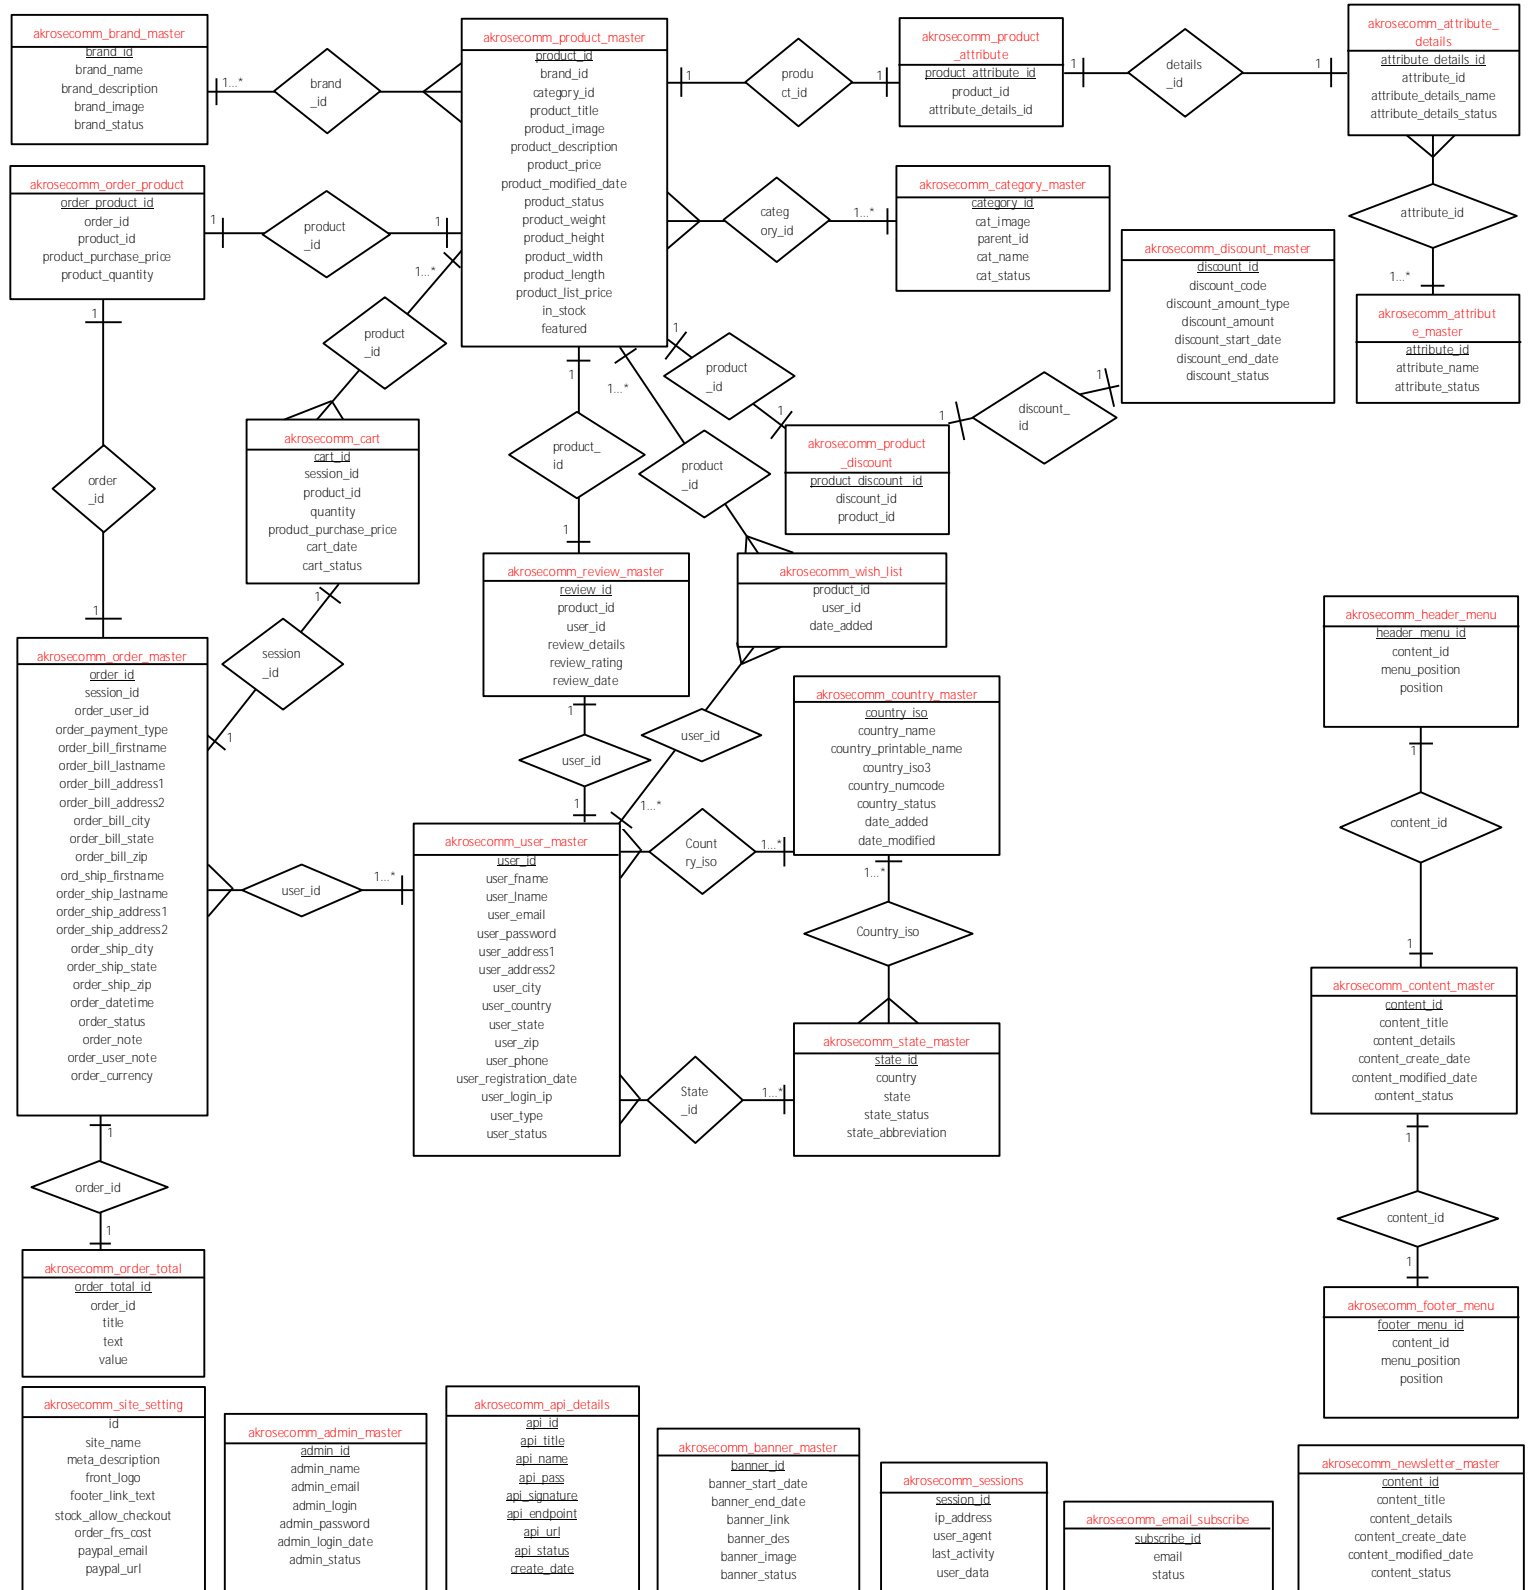 akrosecomm_brand_master
brand_id
brand_name
brand_description
brand_image
brand_status
1...*
brand
_id
akrosecomm_product_master
product_id
brand_id
category_id
product_title
product_image
product_description
product_price
product_modified_date
product_status
product_weight
product_height
product_width
product_length
product_list_price
in_stock
featured
1
produ
ct_id
1
akrosecomm_product
_attribute
product_attribute_id
product_id
attribute_details_id
1
details
_id
1
akrosecomm_attribute_
details
attribute_details_id
attribute_id
attribute_details_name
attribute_details_status
attribute_id
1...*
akrosecomm_attribut
e_master
attribute_id
attribute_name
attribute_status
akrosecomm_order_product
order_product_id
order_id
product_id
product_purchase_price
product_quantity
1
product
_id
1
categ
ory_id
1...*
akrosecomm_category_master
category_id
cat_image
parent_id
cat_name
cat_status
akrosecomm_discount_master
discount_id
discount_code
discount_amount_type
discount_amount
discount_start_date
discount_end_date
discount_status
1...*
product
_id
1
product
_id
1
akrosecomm_product
_discount
product_discount_id
discount_id
product_id
1
discount_
id
1
1
order
_id
1
akrosecomm_cart
cart_id
session_id
product_id
quantity
product_purchase_price
cart_date
cart_status
1
session
_id
1
1
product_
id
1
1...*
product
_id
akrosecomm_review_master
review_id
product_id
user_id
review_details
review_rating
review_date
1
user_id
1
akrosecomm_wish_list
product_id
user_id
date_added
user_id
1...*
akrosecomm_header_menu
header_menu_id
content_id
menu_position
position
1
content_id
1
akrosecomm_order_master
order_id
session_id
order_user_id
order_payment_type
order_bill_firstname
order_bill_lastname
order_bill_address1
order_bill_address2
order_bill_city
order_bill_state
order_bill_zip
ord_ship_firstname
order_ship_lastname
order_ship_address1
order_ship_address2
order_ship_city
order_ship_state
order_ship_zip
order_datetime
order_status
order_note
order_user_note
order_currency
user_id
1...*
akrosecomm_user_master
user_id
user_fname
user_lname
user_email
user_password
user_address1
user_address2
user_city
user_country
user_state
user_zip
user_phone
user_registration_date
user_login_ip
user_type
user_status
Count
ry_iso
1...*
akrosecomm_country_master
country_iso
country_name
country_printable_name
country_iso3
country_numcode
country_status
date_added
date_modified
1...*
Country_iso
akrosecomm_state_master
state_id
country
state
state_status
state_abbreviation
State
_id
1...*
akrosecomm_content_master
content_id
content_title
content_details
content_create_date
content_modified_date
content_status
1
content_id
1
akrosecomm_footer_menu
footer_menu_id
content_id
menu_position
position
1
order_id
1
akrosecomm_order_total
order_total_id
order_id
title
text
value
akrosecomm_site_setting
id
site_name
meta_description
front_logo
footer_link_text
stock_allow_checkout
order_frs_cost
paypal_email
paypal_url
akrosecomm_admin_master
admin_id
admin_name
admin_email
admin_login
admin_password
admin_login_date
admin_status
akrosecomm_api_details
api_id
api_title
api_name
api_pass
api_signature
api_endpoint
api_url
api_status
create_date
akrosecomm_banner_master
banner_id
banner_start_date
banner_end_date
banner_link
banner_des
banner_image
banner_status
akrosecomm_sessions
session_id
ip_address
user_agent
last_activity
user_data
akrosecomm_email_subscribe
subscribe_id
email
status
akrosecomm_newsletter_master
content_id
content_title
content_details
content_create_date
content_modified_date
content_status